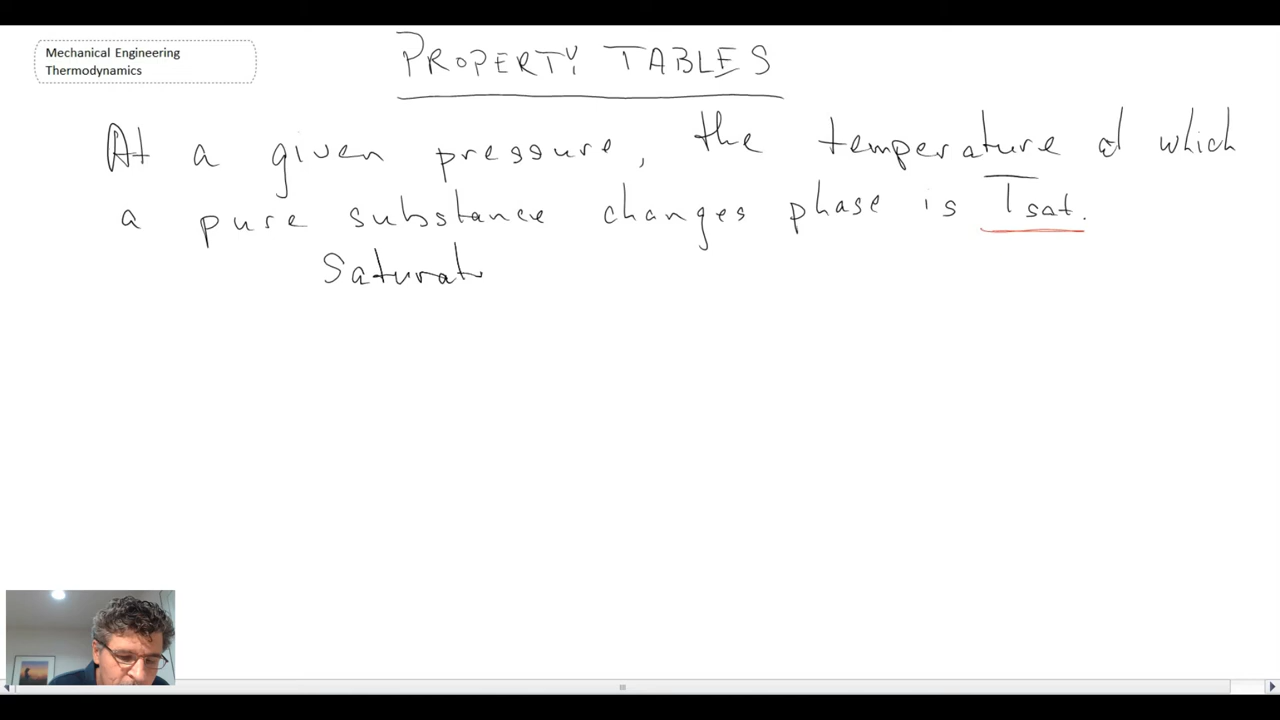 Mechanical Engineering
Thermodynamics
PROPERTY TABLES
At a given pressure, the temperature at which
a pure substance changes phase is Tsat.
Saturat